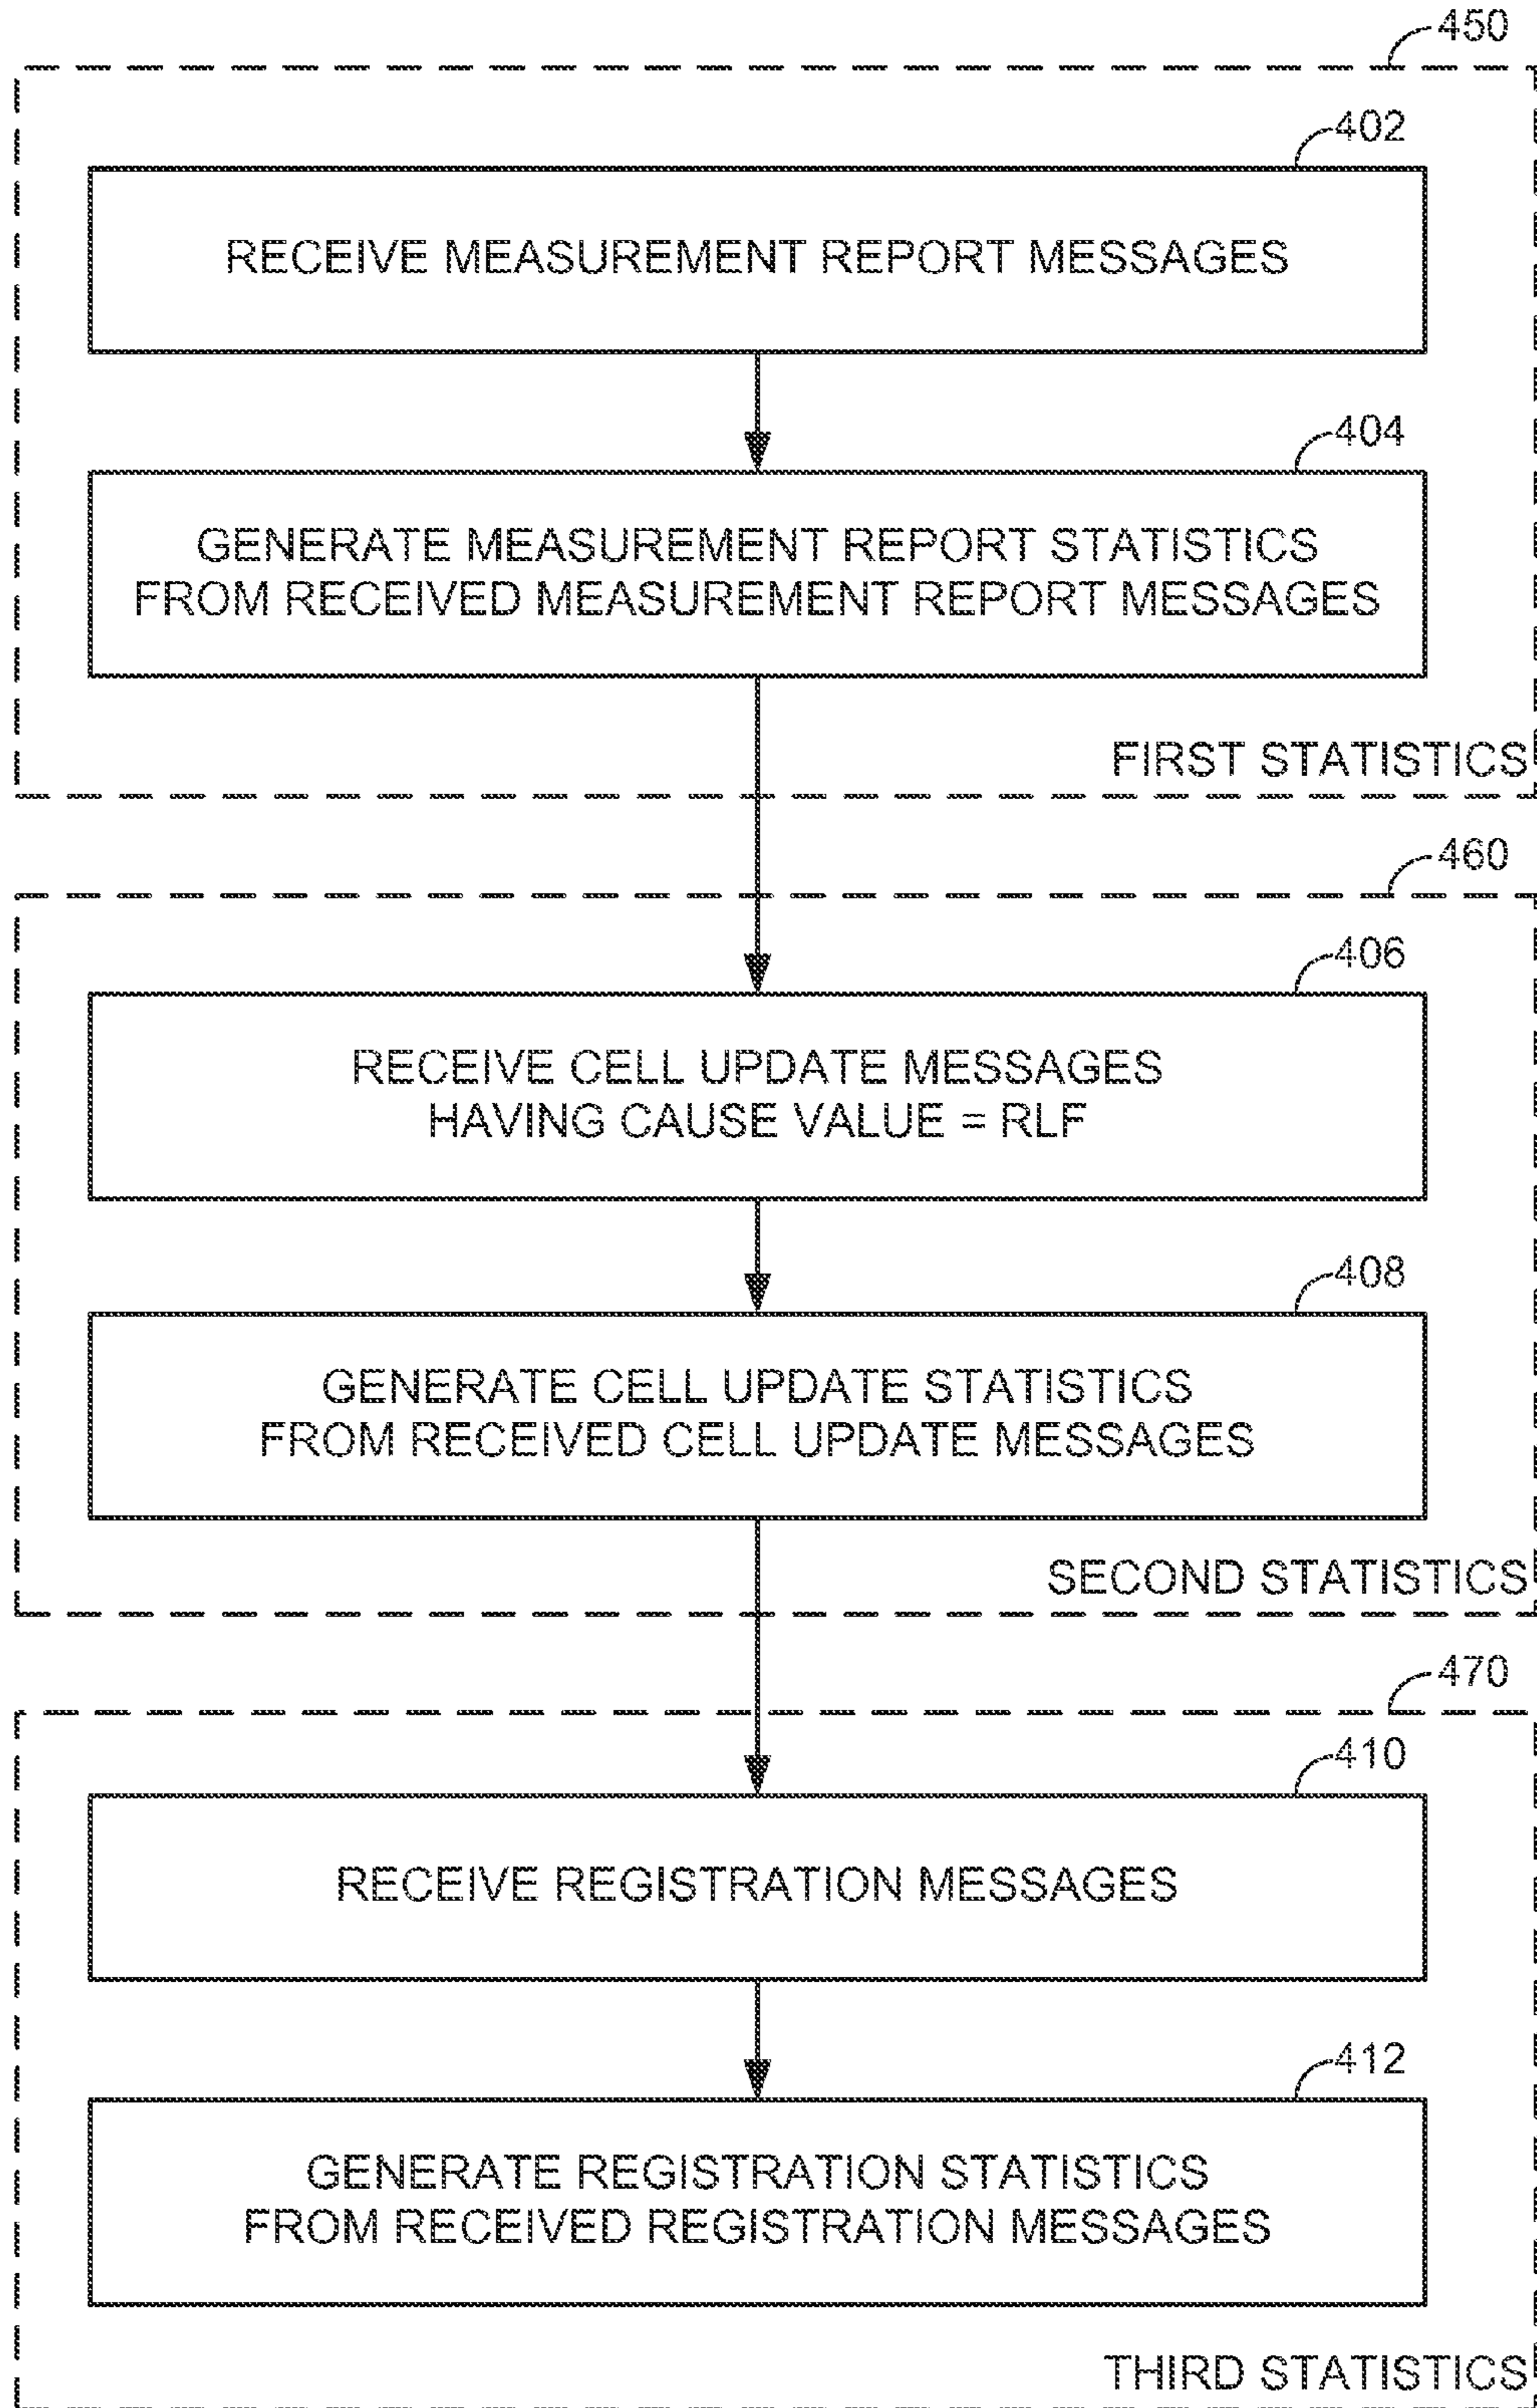 450
402
RECEIVE MEASUREMENT REPORT MESSAGES
404
GENERATE MEASUREMENT REPORT STATISTICS
FROM RECEIVED MEASUREMENT REPORT MESSAGES
FIRST STATISTICS
460
406
RECEIVE CELL UPDATE MESSAGES
HAVING CAUSE VALUE = RLF
408
GENERATE CELL UPDATE STATISTICS
FROM RECEIVED CELL UPDATE MESSAGES
SECOND STATISTICS
470
410
RECEIVE REGISTRATION MESSAGES
412
GENERATE REGISTRATION STATISTICS
FROM RECEIVED REGISTRATION MESSAGES
THIRD STATISTICS